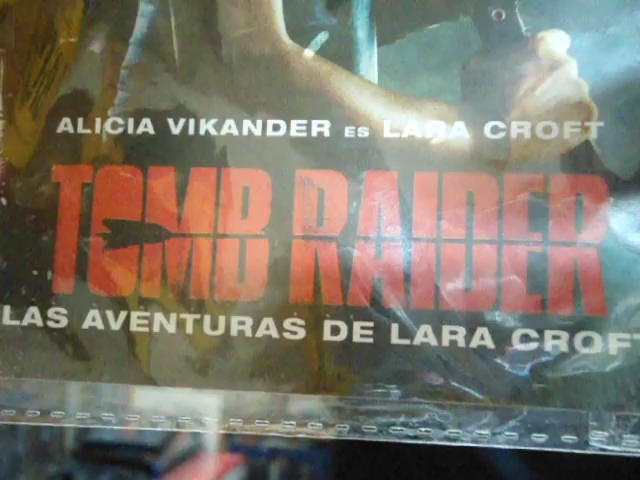 ALICIA VIKANDER ES LARA CROFT
TOMB RAIDER
LAS AVENTURAS DE LARA CROFT